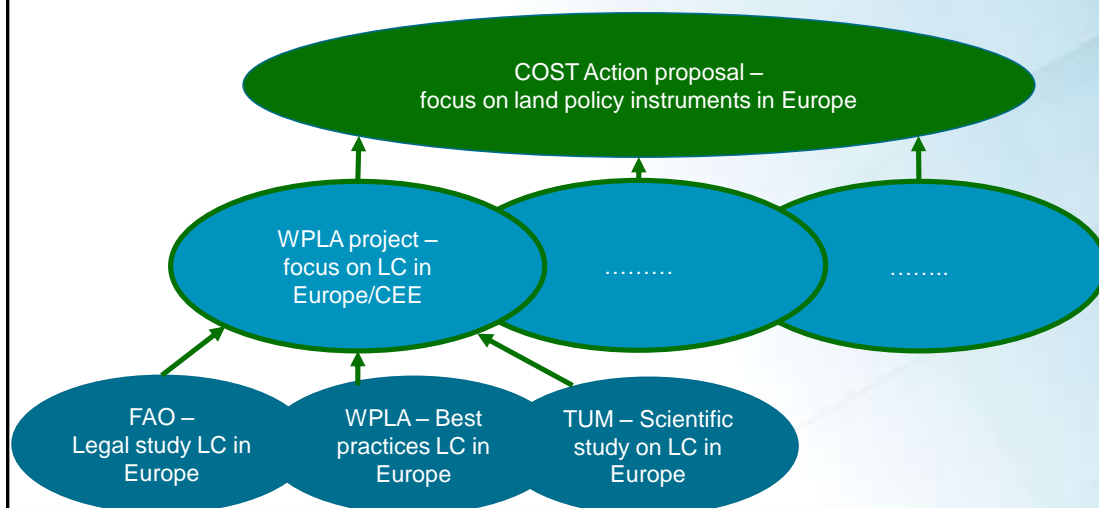 COST Action proposal –
focus on land policy instruments in Europe
WPLA project –
focus on LC in
Europe/CEE
………
……..
FAO –
Legal study LC in
Europe
WPLA – Best
practices LC in
Europe
TUM – Scientific
study on LC in
Europe